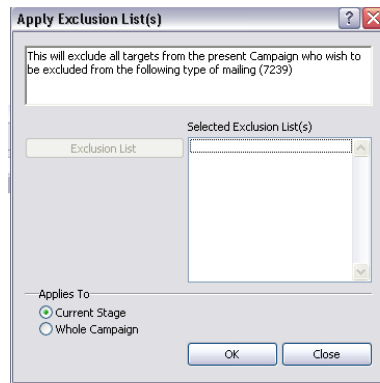 Apply Exclusion List(s)
This will exclude all targets from the present Campaign who wish to
be excluded from the following type of mailing (7239)
Selected Exclusion List(s)
Exclusion List
Applies To
Current Stage
Whole Campaign
OK
Close